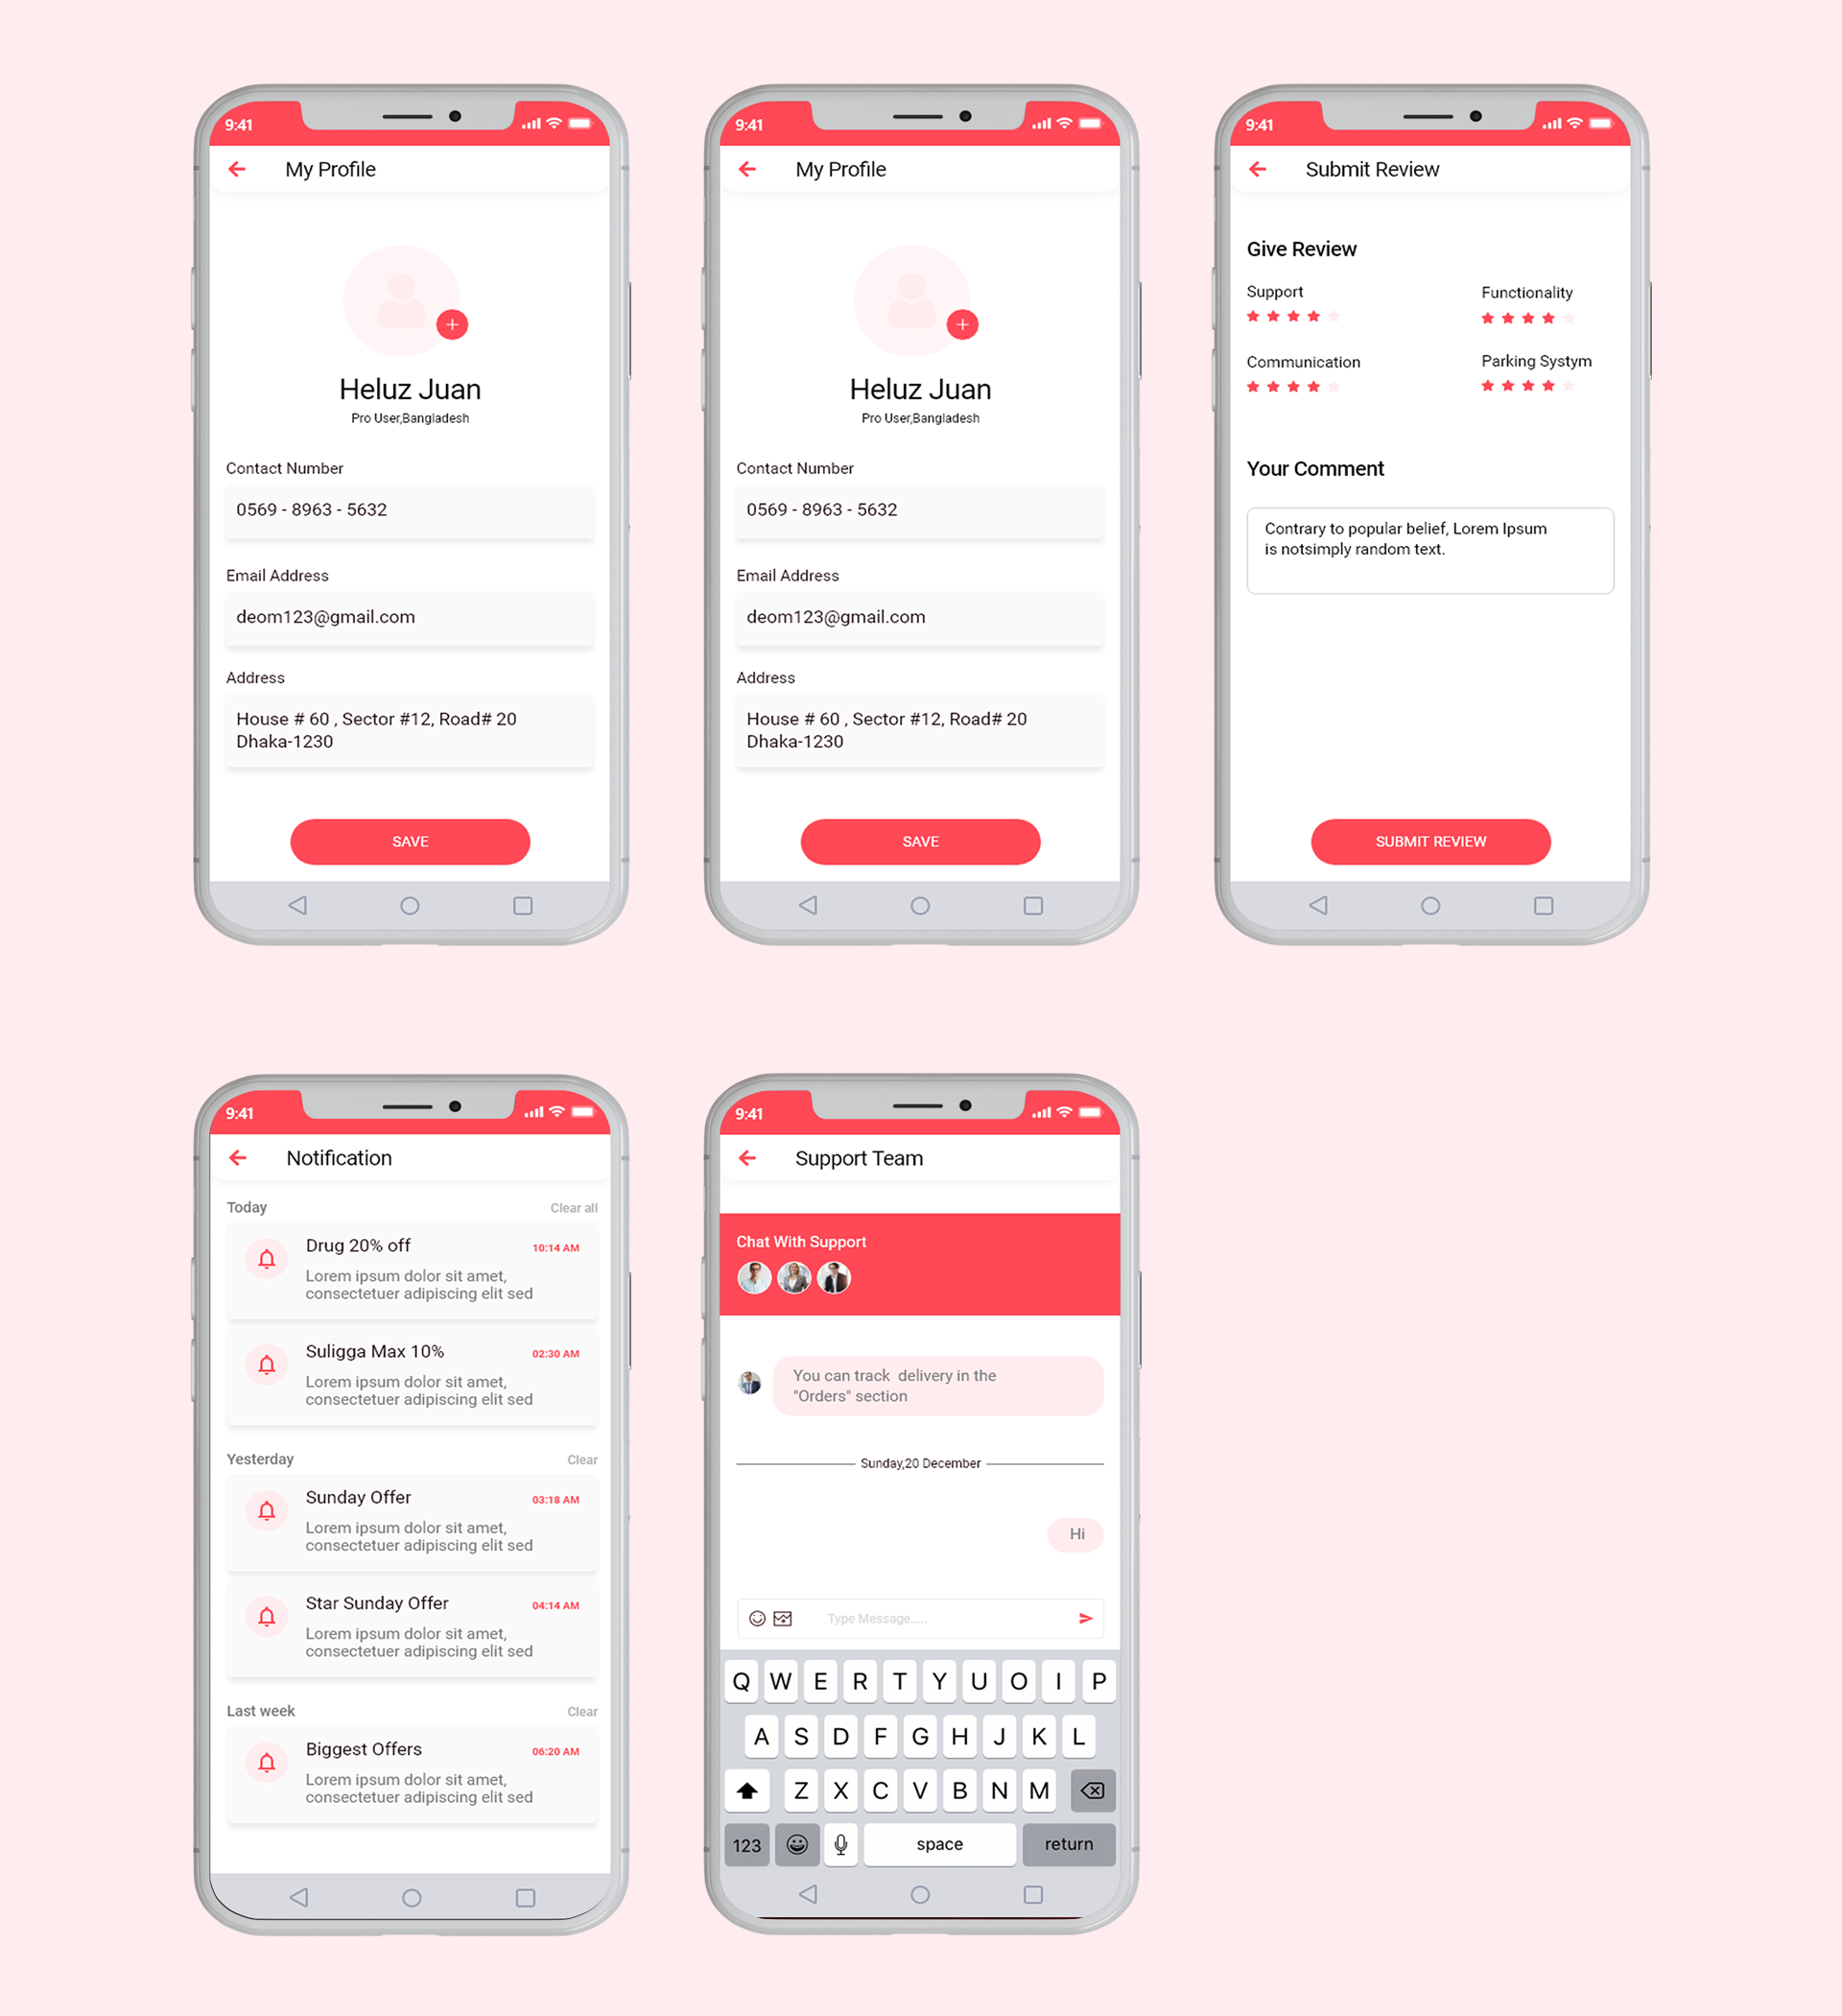 9:41
My Profile
Heluz Juan
Pro User,Bangladesh
Contact Number
0569 - 8963 - 5632
Email Address
deom123@gmail.com
Address
House # 60 , Sector #12, Road# 20
Dhaka-1230
SAVE
9:41
My Profile
Heluz Juan
Pro User,Bangladesh
Contact Number
0569 - 8963 - 5632
Email Address
deom123@gmail.com
Address
House # 60 , Sector #12, Road# 20
Dhaka-1230
SAVE
9:41
Submit Review
Give Review
Support
Functionality
Communication
Parking Systym
Your Comment
Contrary to popular belief, Lorem Ipsum
is notsimply random text.
SUBMIT REVIEW
9:41
Notification
Today Clear all
Drug 20% off 10:14 AM
Lorem ipsum dolor sit amet,
consectetuer adipiscing elit sed
Suligga Max 10% 02:30 AM
Lorem ipsum dolor sit amet,
consectetuer adipiscing elit sed
Yesterday Clear
Sunday Offer 03:18 AM
Lorem ipsum dolor sit amet,
consectetuer adipiscing elit sed
Star Sunday Offer 04:14 AM
Lorem ipsum dolor sit amet,
consectetuer adipiscing elit sed
Last week Clear
Biggest Offers 06:20 AM
Lorem ipsum dolor sit amet,
consectetuer adipiscing elit sed
9:41
Support Team
Chat With Support
You can track delivery in the
"Orders" section
Sunday,20 December
Hi
Type Message.....
Q W E R T Y U O I P
A S D F G H J K L
Z X C V B N M
123 space return